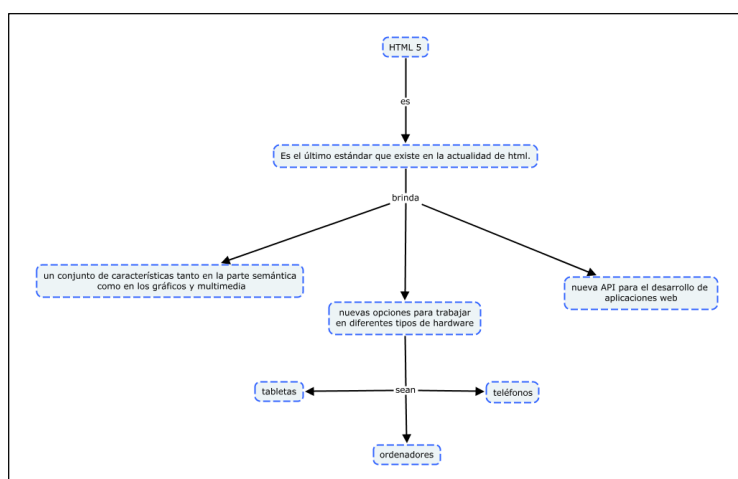 HTML 5
es
Es el último estándar que existe en la actualidad de html.
brinda
un conjunto de características tanto en la parte semántica
como en los gráficos y multimedia
nuevas opciones para trabajar
en diferentes tipos de hardware
nueva API para el desarrollo de
aplicaciones web
sean
tabletas
teléfonos
ordenadores